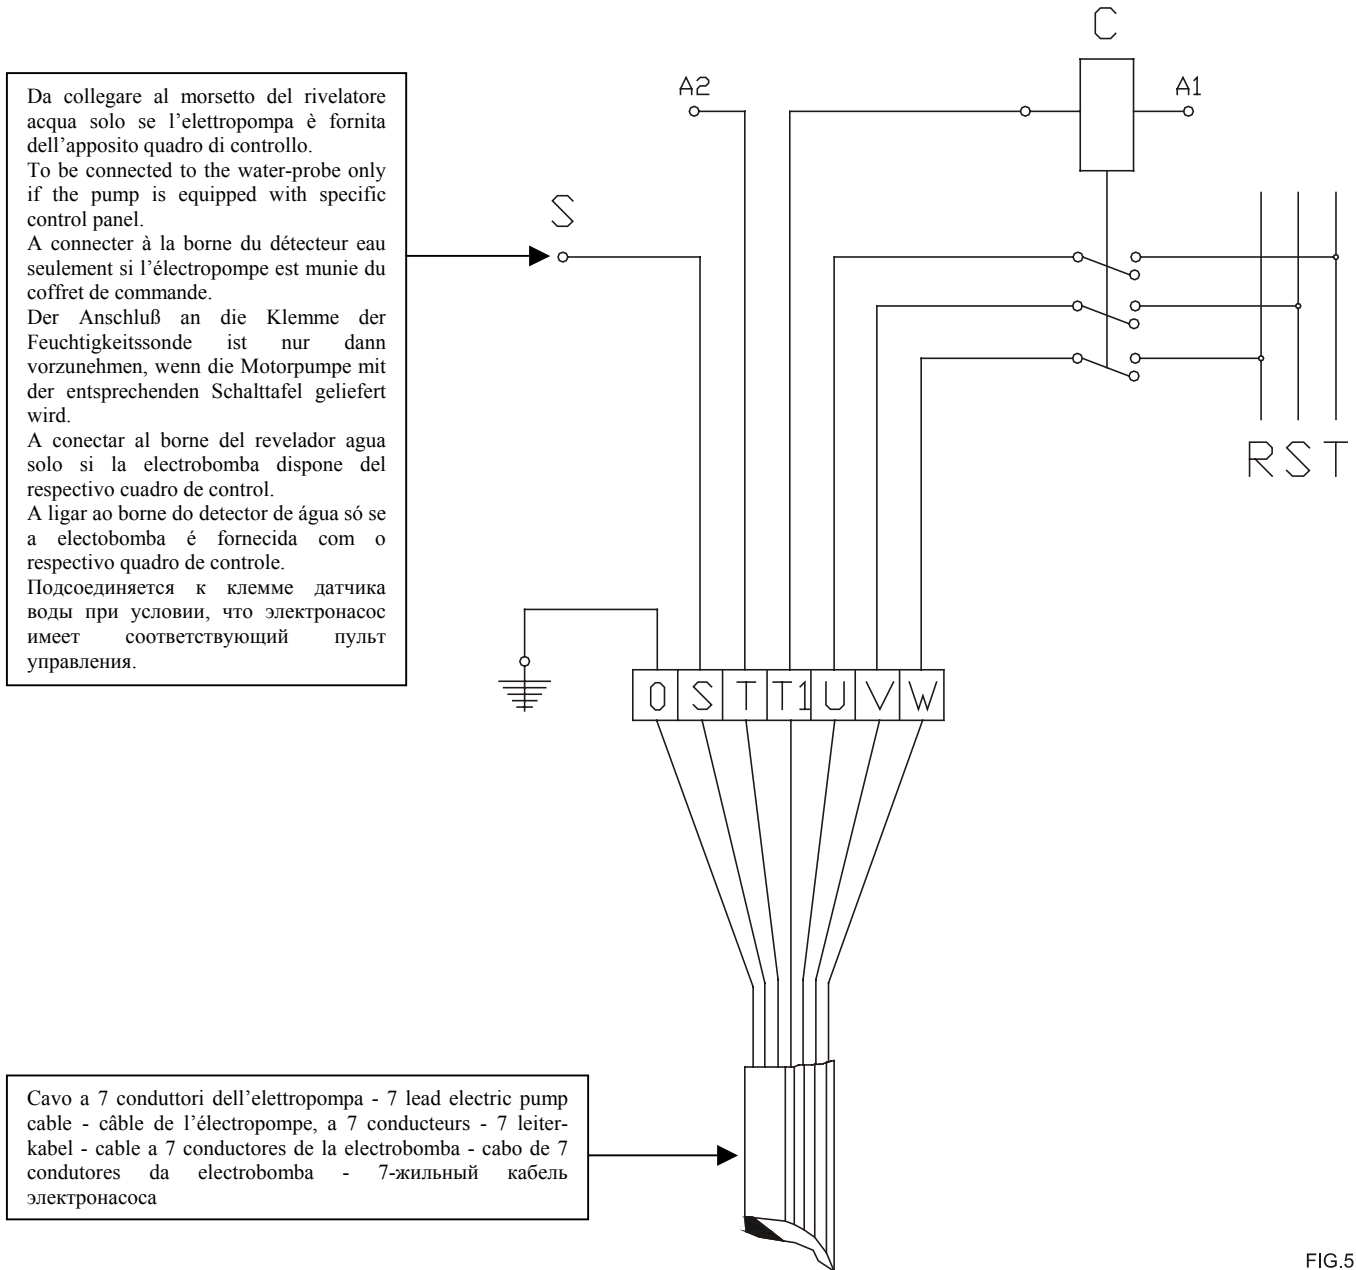 C
A2
A1
Da collegare al morsetto del rivelatore
acqua solo se l'elettropompa è fornita
dell'apposito quadro di controllo.
To be connected to the water-probe only
if the pump is equipped with specific
control panel.
A connecter à la borne du détecteur eau
seulement si l'électropompe est munie du
coffret de commande.
Der Anschluß an die Klemme der
Feuchtigkeitssonde ist nur dann
vorzunehmen, wenn die Motorpumpe mit
der entsprechenden Schalttafel geliefert
wird.
A conectar al borne del revelador agua
solo si la electrobomba dispone del
respectivo cuadro de control.
A ligar ao borne do detector de água só se
a electobomba é fornecida com o
respectivo quadro de controle.
Подсоединяется к клемме датчика
воды при условии, что электронасос
имеет соответствующий пульт
управления.
S
R S T
0 S T T1 U V W
Cavo a 7 conduttori dell'elettropompa - 7 lead electric pump
cable - câble de l'électropompe, a 7 conducteurs - 7 leiter-
kabel - cable a 7 conductores de la electrobomba - cabo de 7
condutores da electrobomba - 7-жильный кабель
электронасоса
FIG.5